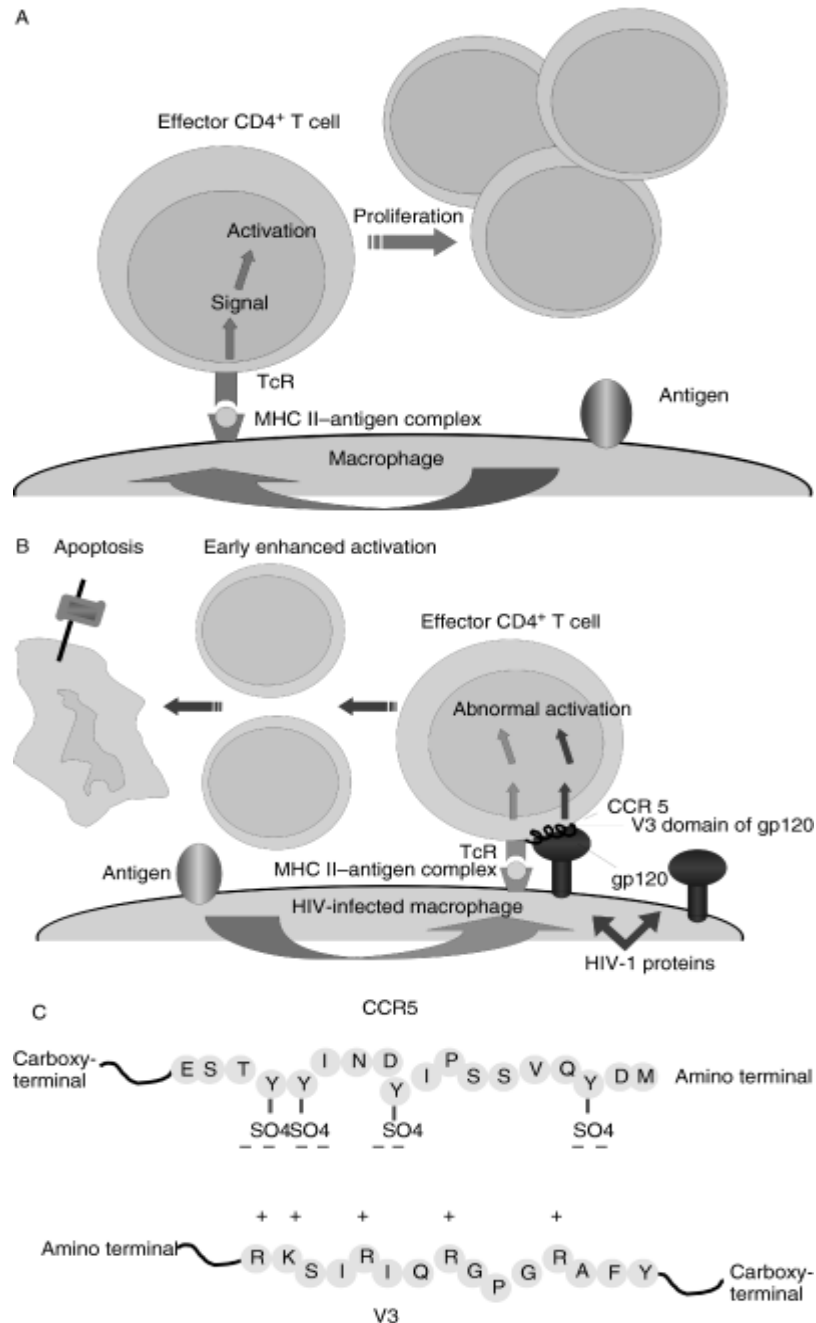 A
Effector CD4+ T cell
Proliferation
Activation
Signal
TcR
Antigen
MHC II–antigen complex
Macrophage
B
Apoptosis
Early enhanced activation
Effector CD4+ T cell
Abnormal activation
CCR 5
V3 domain of gp120
TcR
Antigen
MHC II–antigen complex
gp120
HIV-infected macrophage
HIV-1 proteins
C
CCR5
Carboxy-
terminal
E S T Y Y I N D Y I P S S V Q Y D M
Amino terminal
SO4 SO4 SO4 SO4
– – – – – – – –
+ + + + +
Amino terminal
R K S I R I Q R G P G R A F Y
Carboxy-
terminal
V3